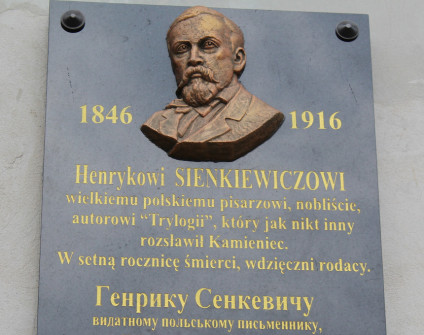 1846 1916
Henrykowi SIENKIEWICZOWI
wielkiemu polskiemu pisarzowi, nobliście,
autorowi “Trylogii”, który jak nikt inny
rozsławił Kamieniec.
W setną rocznicę śmierci, wdzięczni rodacy.
Генрику Сенкевичу
видатному польському письменнику,